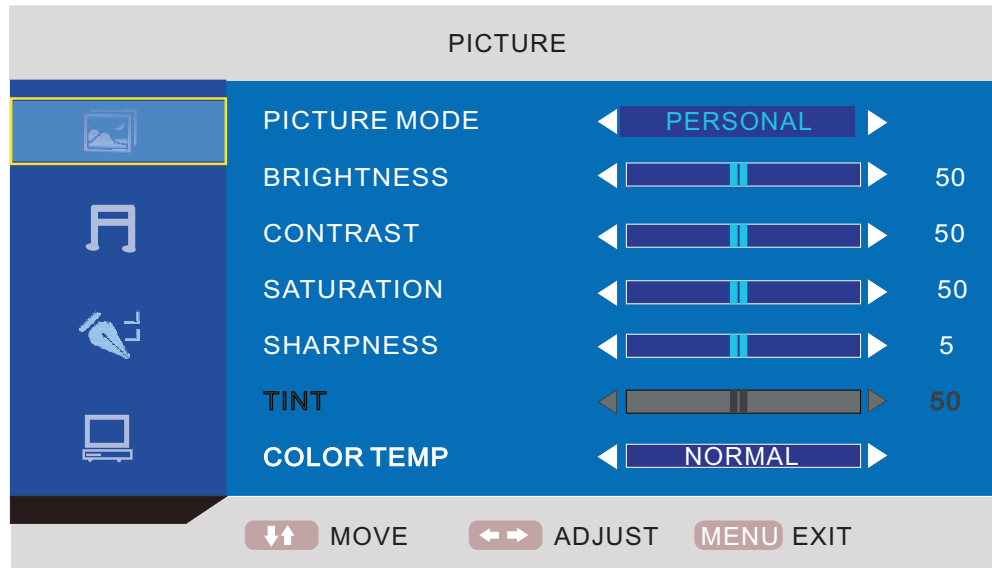 PICTURE
PICTURE MODE PERSONAL
BRIGHTNESS 50
CONTRAST 50
SATURATION 50
SHARPNESS 5
TINT 50
COLOR TEMP NORMAL
MOVE ADJUST MENU EXIT